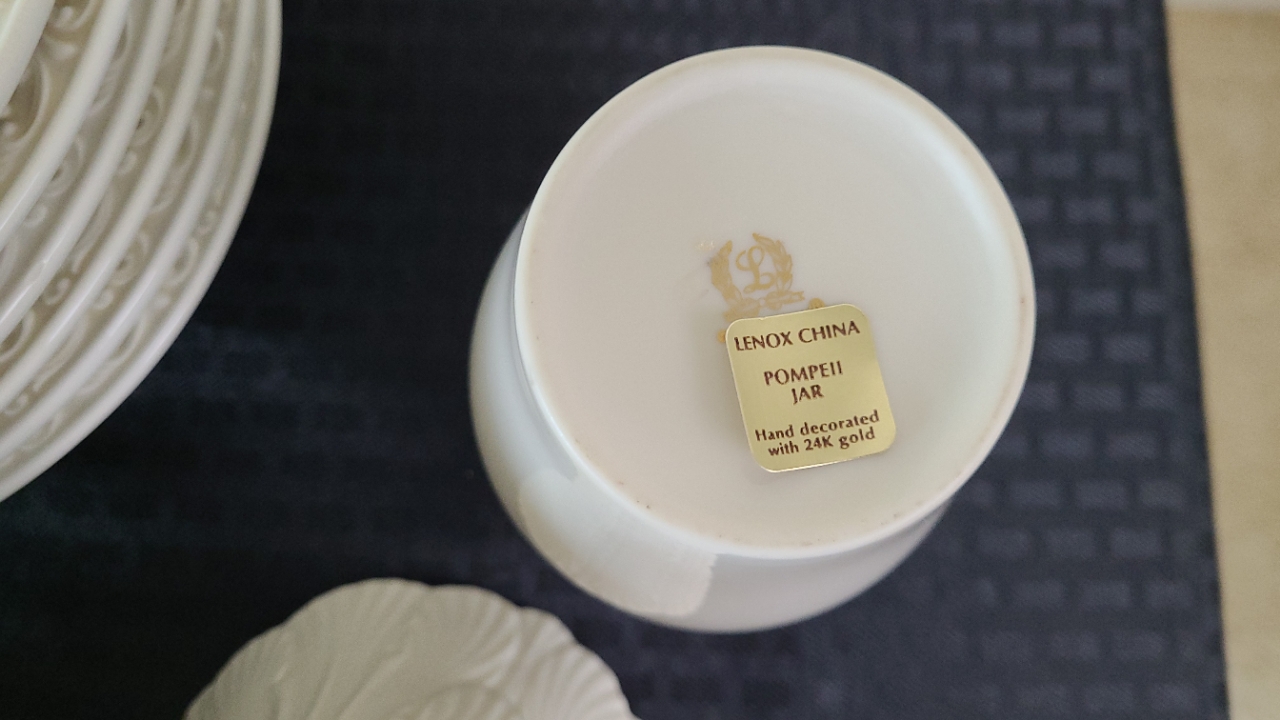 L
LENOX CHINA
POMPEII
JAR
Hand decorated
with 24K gold